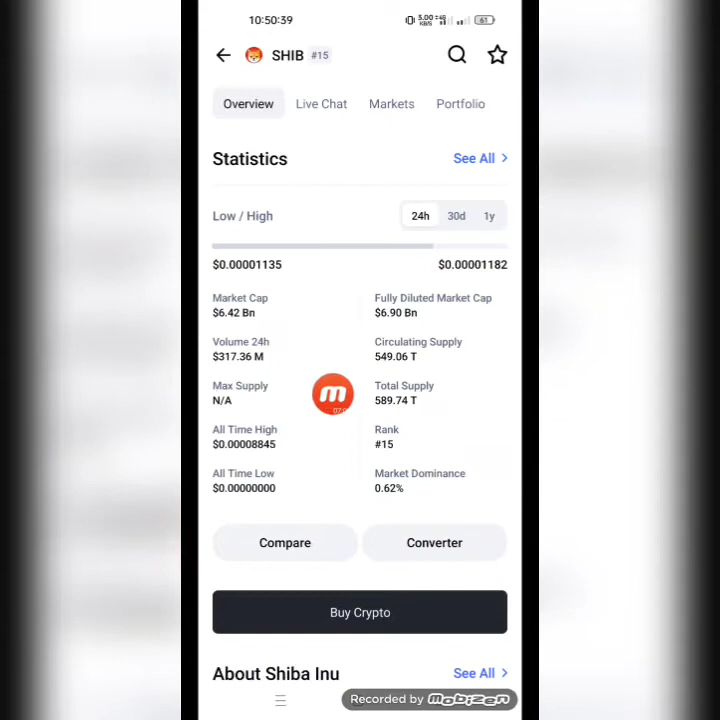 10:50:39
5.00 KB/S
61
SHIB #15
Overview Live Chat Markets Portfolio
Statistics See All
Low / High 24h 30d 1y
$0.00001135 $0.00001182
Market Cap Fully Diluted Market Cap
$6.42 Bn $6.90 Bn
Volume 24h Circulating Supply
$317.36 M 549.06 T
Max Supply Total Supply
N/A 589.74 T
All Time High Rank
$0.00008845 #15
All Time Low Market Dominance
$0.00000000 0.62%
Compare Converter
Buy Crypto
About Shiba Inu See All
Recorded by mobizen